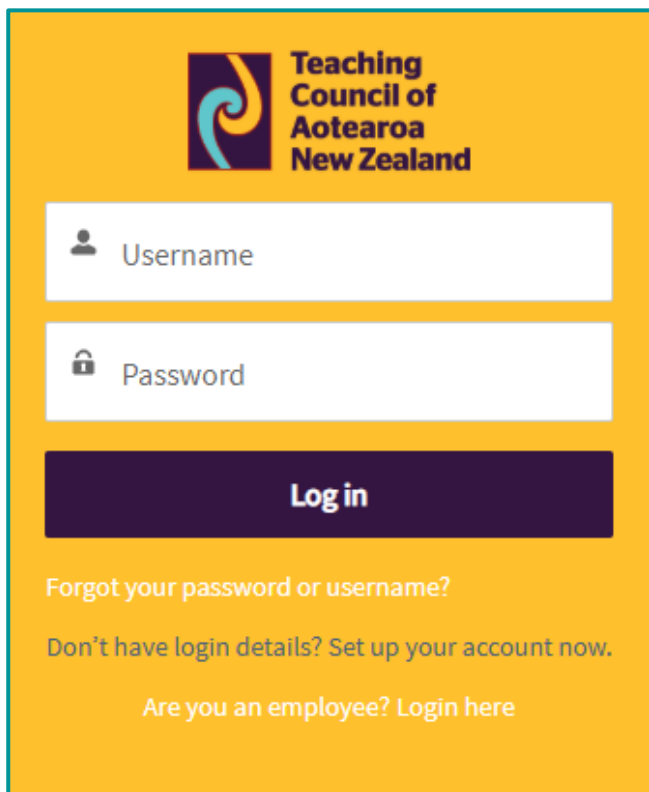 Teaching
Council of
Aotearoa
New Zealand
Username
Password
Log in
Forgot your password or username?
Don’t have login details? Set up your account now.
Are you an employee? Login here